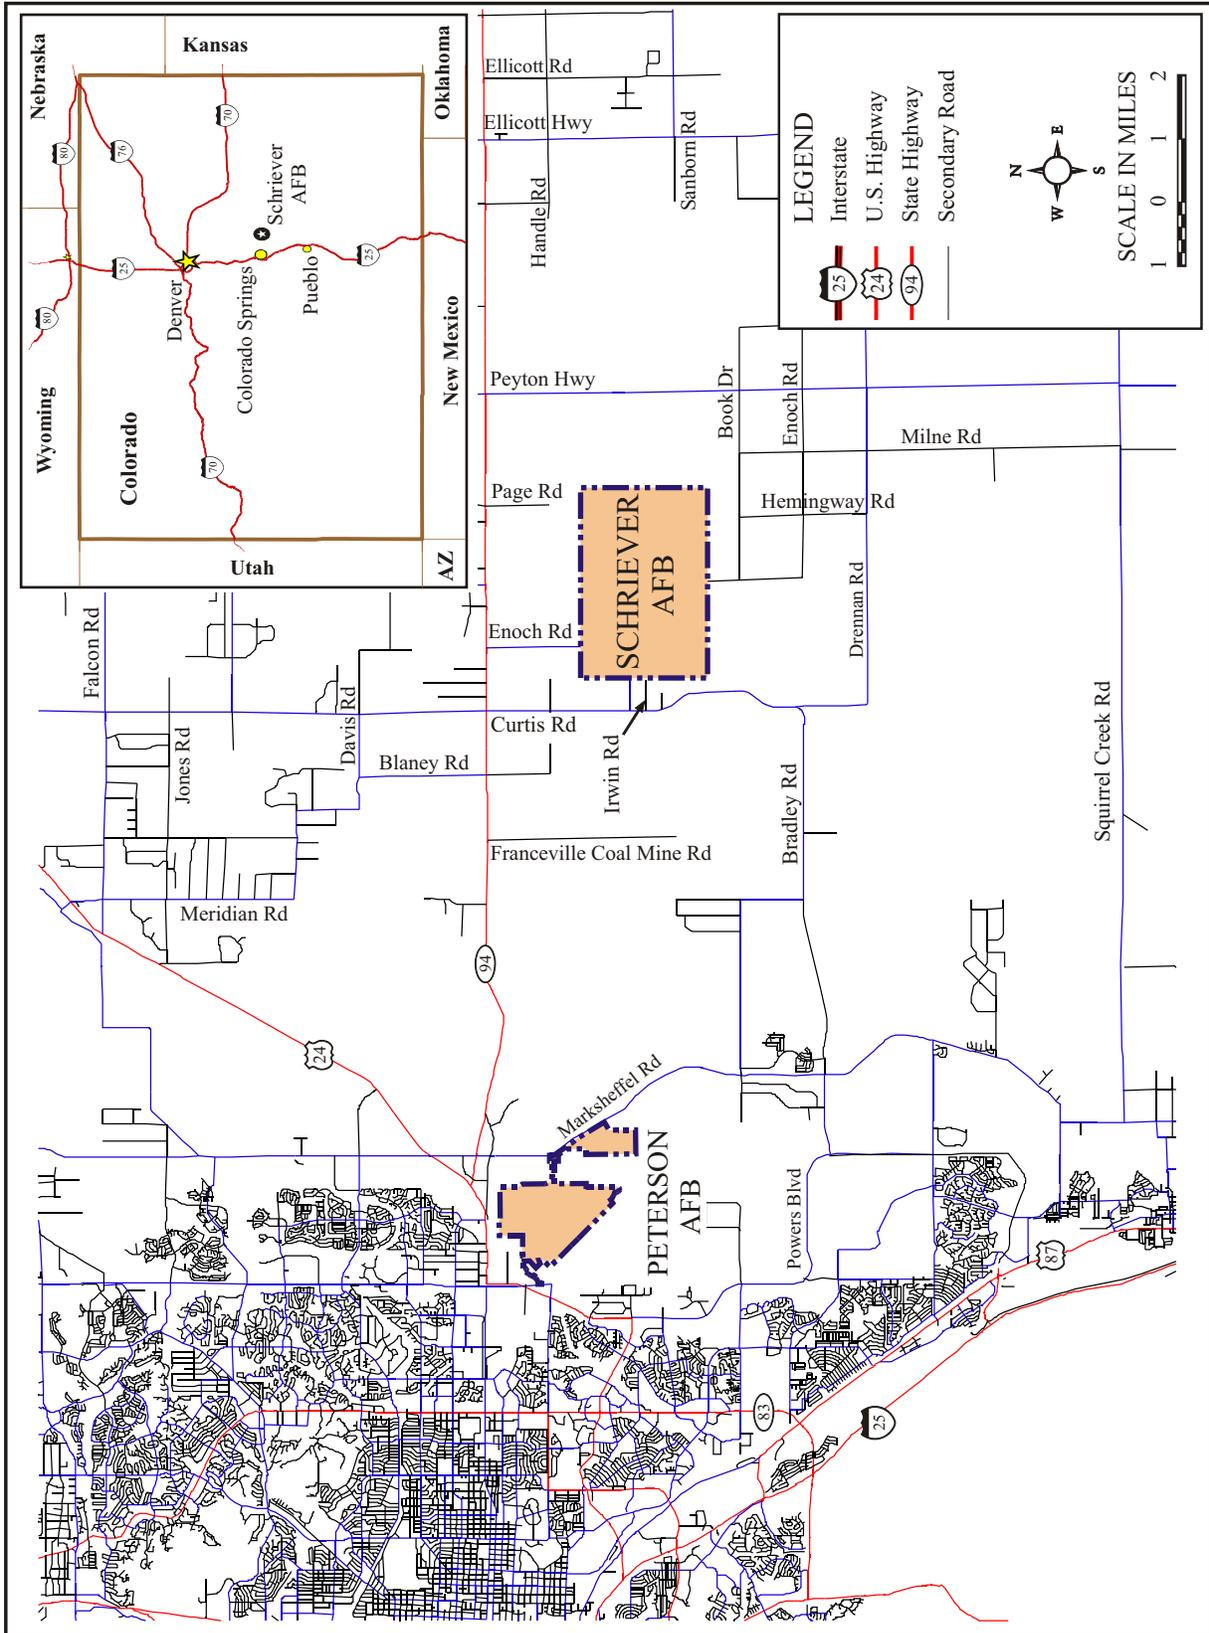 Nebraska
Kansas
Oklahoma
Wyoming
Colorado
Utah
AZ
New Mexico
80
80
76
70
70
25
25
Denver
Colorado Springs
Pueblo
Schriever
AFB
Ellicott Rd
Ellicott Hwy
Handle Rd
Sanborn Rd
LEGEND
25
Interstate
24
U.S. Highway
94
State Highway
Secondary Road
N
W
E
S
SCALE IN MILES
1
0
1
2
Peyton Hwy
Book Dr
Enoch Rd
Milne Rd
Page Rd
Hemingway Rd
SCHRIEVER
AFB
Enoch Rd
Drennan Rd
Falcon Rd
Jones Rd
Davis Rd
Blaney Rd
Curtis Rd
Irwin Rd
Bradley Rd
Squirrel Creek Rd
Franceville Coal Mine Rd
Meridian Rd
94
24
Marksheffel Rd
PETERSON
AFB
Powers Blvd
87
83
25